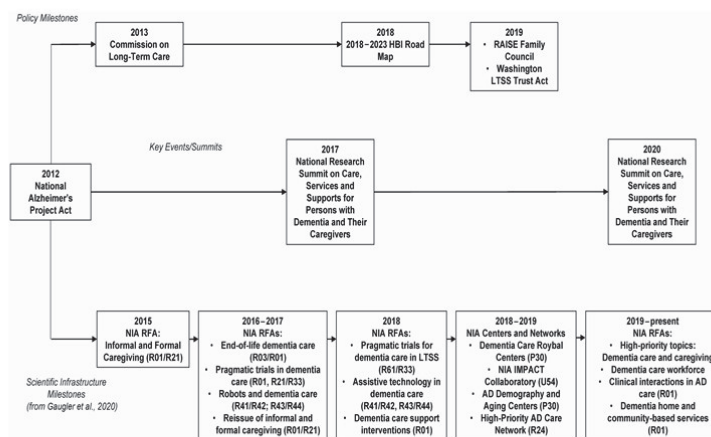 Policy Milestones
2013
Commission on
Long-Term Care
2018
2018–2023 HBI Road
Map
2019
• RAISE Family
Council
• Washington
LTSS Trust Act
Key Events/Summits
2012
National
Alzheimer's
Project Act
2017
National Research
Summit on Care,
Services and
Supports for
Persons with
Dementia and Their
Caregivers
2020
National Research
Summit on Care,
Services and
Supports for
Persons with
Dementia and Their
Caregivers
Scientific Infrastructure
Milestones
(from Gaugler et al., 2020)
2015
NIA RFA:
Informal and Formal
Caregiving (R01/R21)
2016–2017
NIA RFAs:
• End-of-life dementia care
(R03/R01)
• Pragmatic trials in dementia
care (R01, R21/R33)
• Robots and dementia care
(R41/R42; R43/R44)
• Reissue of informal and
formal caregiving (R01/R21)
2018
NIA RFAs:
• Pragmatic trials for
dementia care in LTSS
(R61/R33)
• Assistive technology in
dementia care
(R41/R42, R43/R44)
• Dementia care support
interventions (R01)
2018–2019
NIA Centers and Networks
• Dementia Care Roybal
Centers (P30)
• NIA IMPACT
Collaboratory (U54)
• AD Demography and
Aging Centers (P30)
• High-Priority AD Care
Network (R24)
2019–present
NIA RFAs:
• High-priority topics:
Dementia care and caregiving
• Dementia care workforce
• Clinical interactions in AD
(R01)
• Dementia home and
community-based services
(R01)